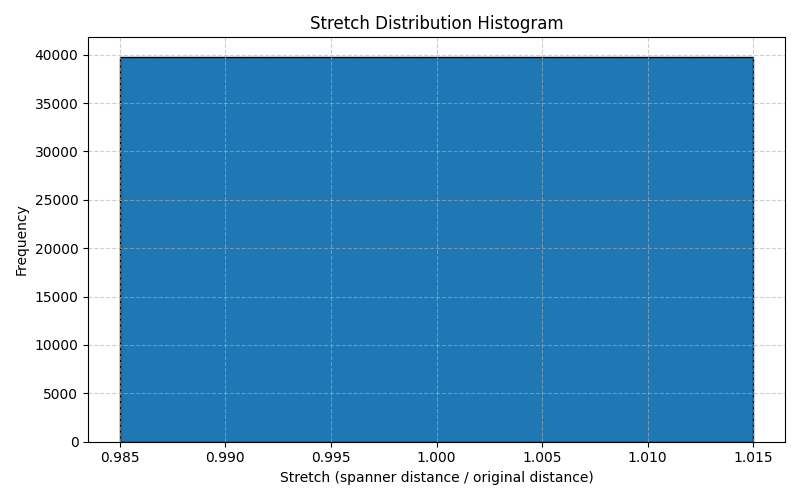 Stretch Distribution Histogram
40000
35000
30000
25000
20000
15000
10000
5000
0
Frequency
0.985 0.990 0.995 1.000 1.005 1.010 1.015
Stretch (spanner distance / original distance)